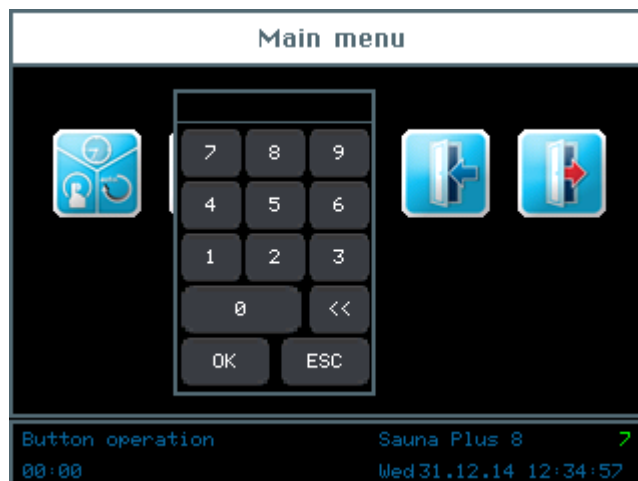 Main menu
7 8 9
4 5 6
1 2 3
0 <<
OK ESC
Button operation Sauna Plus 8 7
00:00 Wed 31.12.14 12:34:57